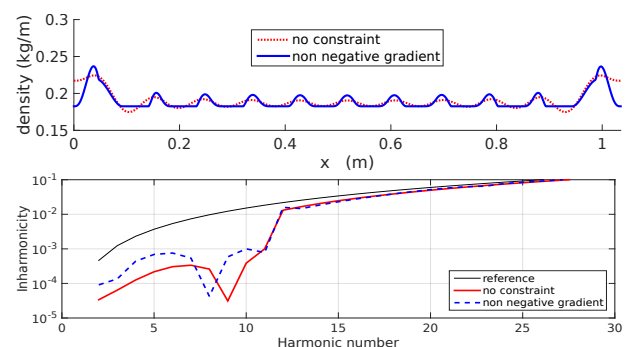 0.3
0.25
0.2
0.15
density (kg/m)
no constraint
non negative gradient
0 0.2 0.4 0.6 0.8 1
x (m)
10-1
10-2
10-3
10-4
10-5
Inharmonicity
reference
no constraint
non negative gradient
0 5 10 15 20 25 30
Harmonic number